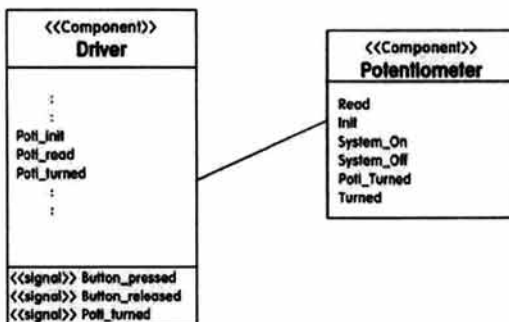 <<Component>>
Driver
:
:
Poti_init
Poti_read
Poti_turned
:
:
<<signal>> Button_pressed
<<signal>> Button_released
<<signal>> Poti_turned
<<Component>>
Potentiometer
Read
Init
System_On
System_Off
Poti_Turned
Turned